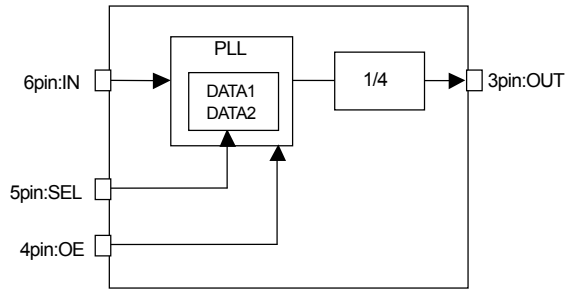 PLL
6pin:IN
DATA1
DATA2
1/4
3pin:OUT
5pin:SEL
4pin:OE